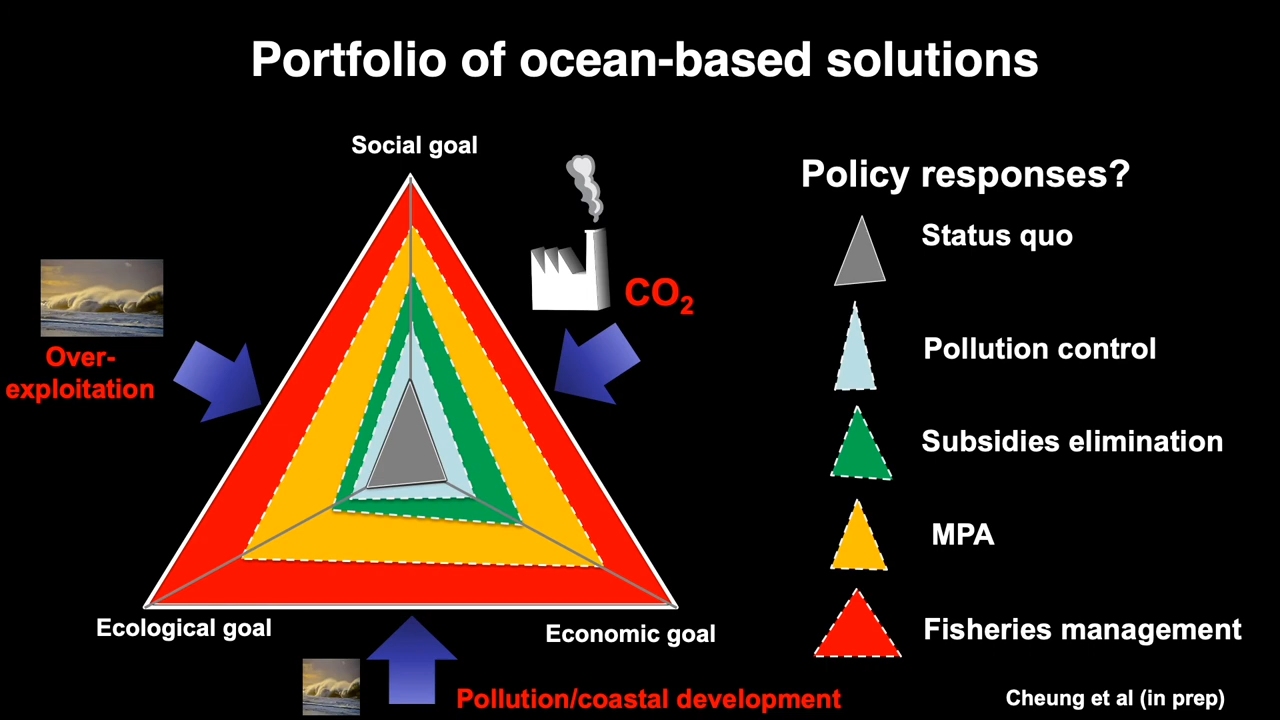 Portfolio of ocean-based solutions
Social goal
Policy responses?
Status quo
CO₂
Over-
exploitation
Pollution control
Subsidies elimination
MPA
Ecological goal
Economic goal
Fisheries management
Pollution/coastal development
Cheung et al (in prep)